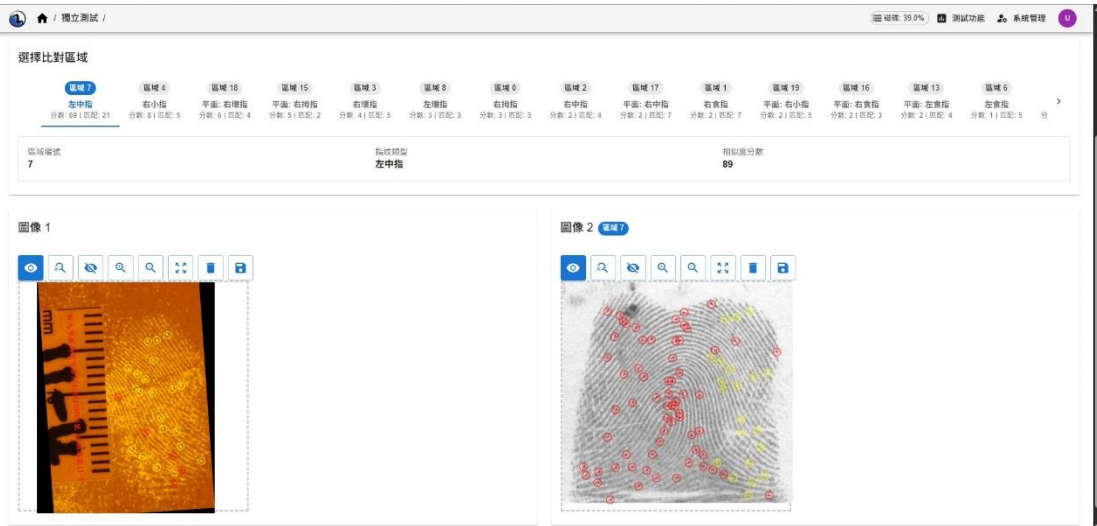 / 獨立測試 /
磁碟: 39.0%
測試功能
系統管理
U
選擇比對區域
區域 7
左中指
分數: 89 | 匹配: 21
區域 4
右小指
分數: 8 | 匹配: 5
區域 18
平面: 右環指
分數: 6 | 匹配: 4
區域 15
平面: 右拇指
分數: 5 | 匹配: 2
區域 3
右環指
分數: 4 | 匹配: 5
區域 8
左環指
分數: 3 | 匹配: 3
區域 0
右拇指
分數: 3 | 匹配: 3
區域 2
右中指
分數: 2 | 匹配: 4
區域 17
平面: 右中指
分數: 2 | 匹配: 7
區域 1
右食指
分數: 2 | 匹配: 7
區域 19
平面: 右小指
分數: 2 | 匹配: 5
區域 16
平面: 右食指
分數: 2 | 匹配: 3
區域 13
平面: 左食指
分數: 2 | 匹配: 4
區域 6
左食指
分數: 1 | 匹配: 5
分
區域編號
7
指紋類型
左中指
相似度分數
89
圖像 1
圖像 2
區域 7
mm